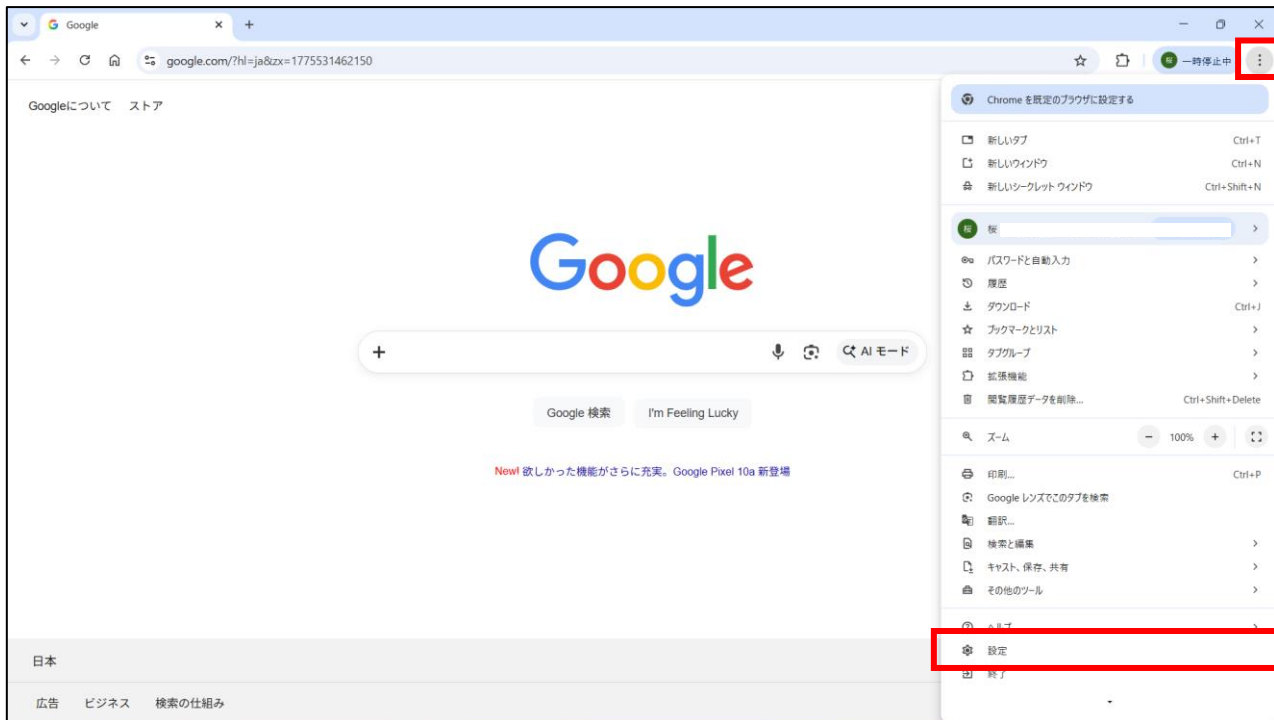 Google
google.com/?hl=ja&zx=1775531462150
一時停止中
Googleについて ストア
Google
AI モード
Google 検索 I'm Feeling Lucky
New! 欲しかった機能がさらに充実。Google Pixel 10a 新登場
日本
広告 ビジネス 検索の仕組み
Chrome を既定のブラウザに設定する
新しいタブ Ctrl+T
新しいウィンドウ Ctrl+N
新しいシークレット ウィンドウ Ctrl+Shift+N
桜 桜
パスワードと自動入力
履歴
ダウンロード Ctrl+J
ブックマークとリスト
タブグループ
拡張機能
閲覧履歴データを削除... Ctrl+Shift+Delete
ズーム − 100% +
印刷... Ctrl+P
Google レンズでこのタブを検索
翻訳...
検索と編集
キャスト、保存、共有
その他のツール
ヘルプ
設定
終了